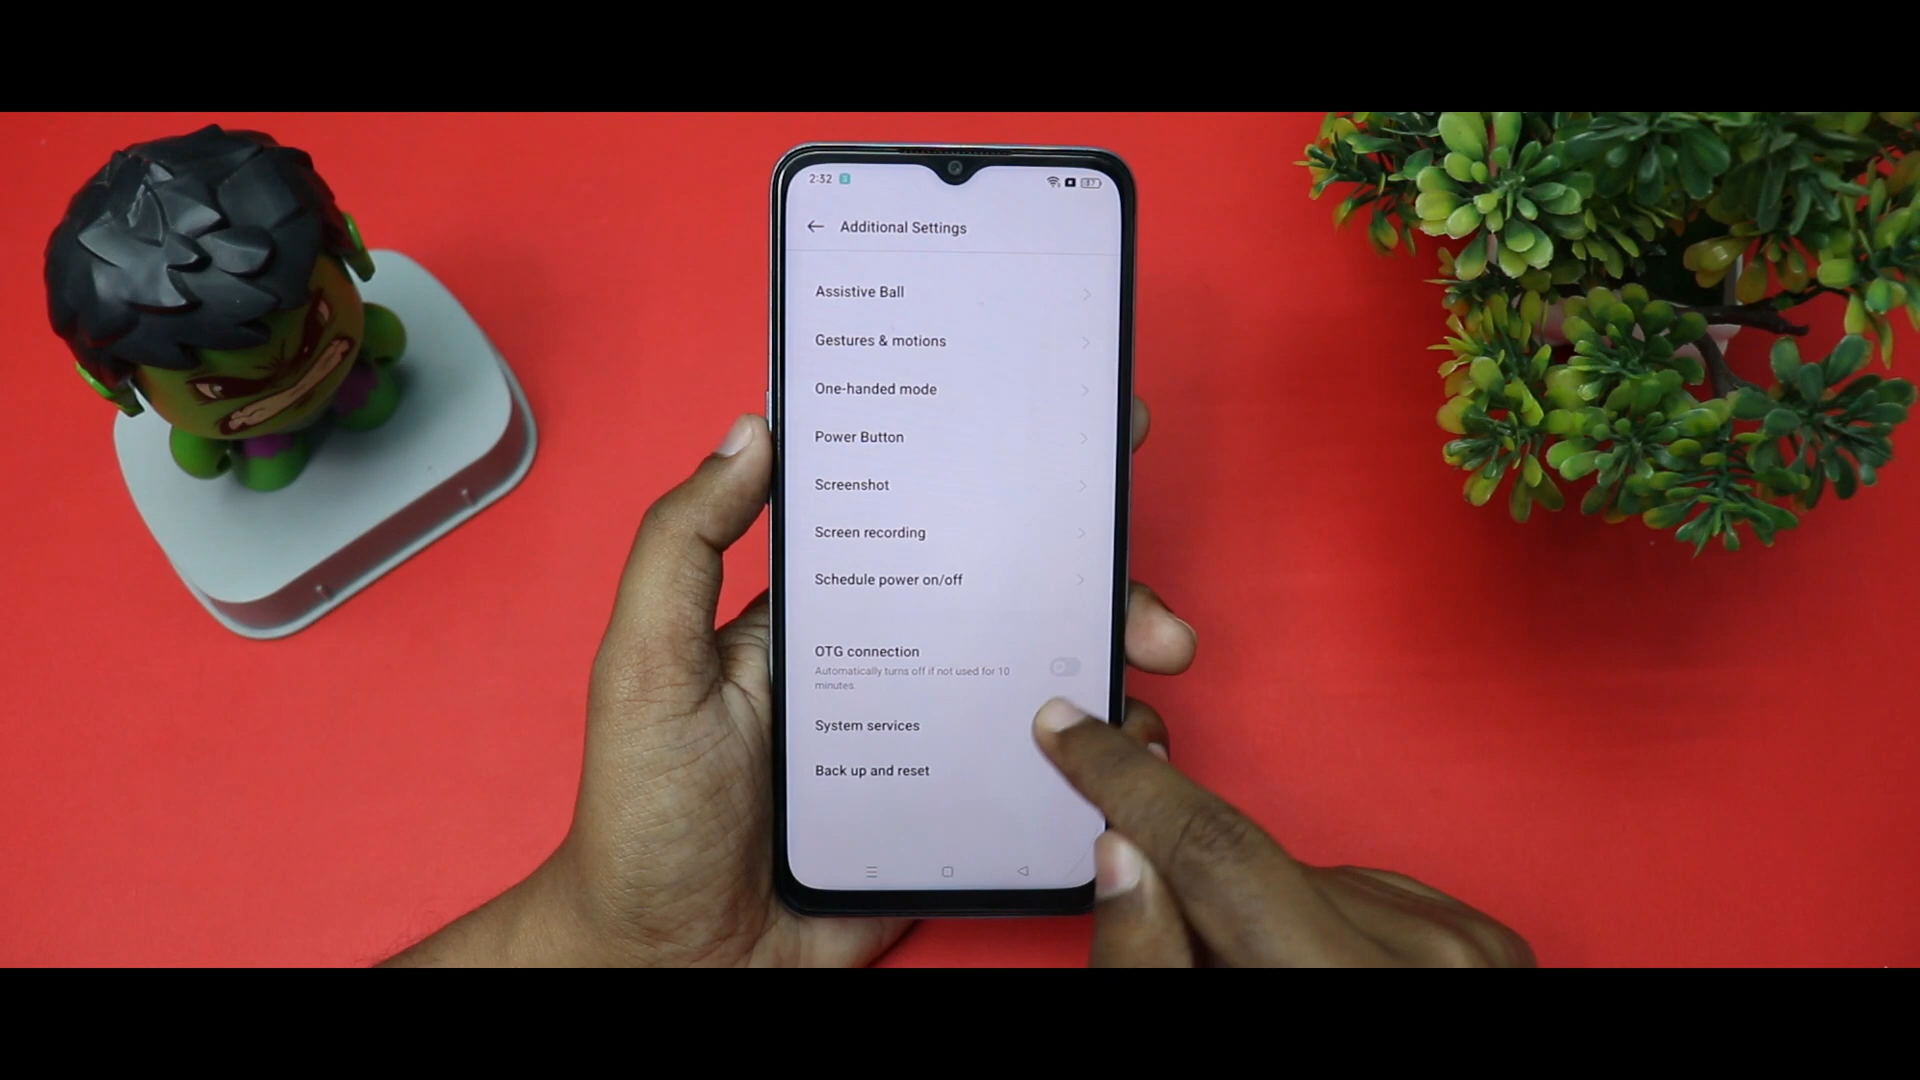 2:32
87
Additional Settings
Assistive Ball
Gestures & motions
One-handed mode
Power Button
Screenshot
Screen recording
Schedule power on/off
OTG connection
Automatically turns off if not used for 10
minutes.
System services
Back up and reset